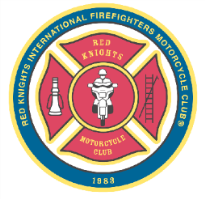 RED KNIGHTS INTERNATIONAL FIREFIGHTERS MOTORCYCLE CLUB®
RED
KNIGHTS
MOTORCYCLE
CLUB
1983